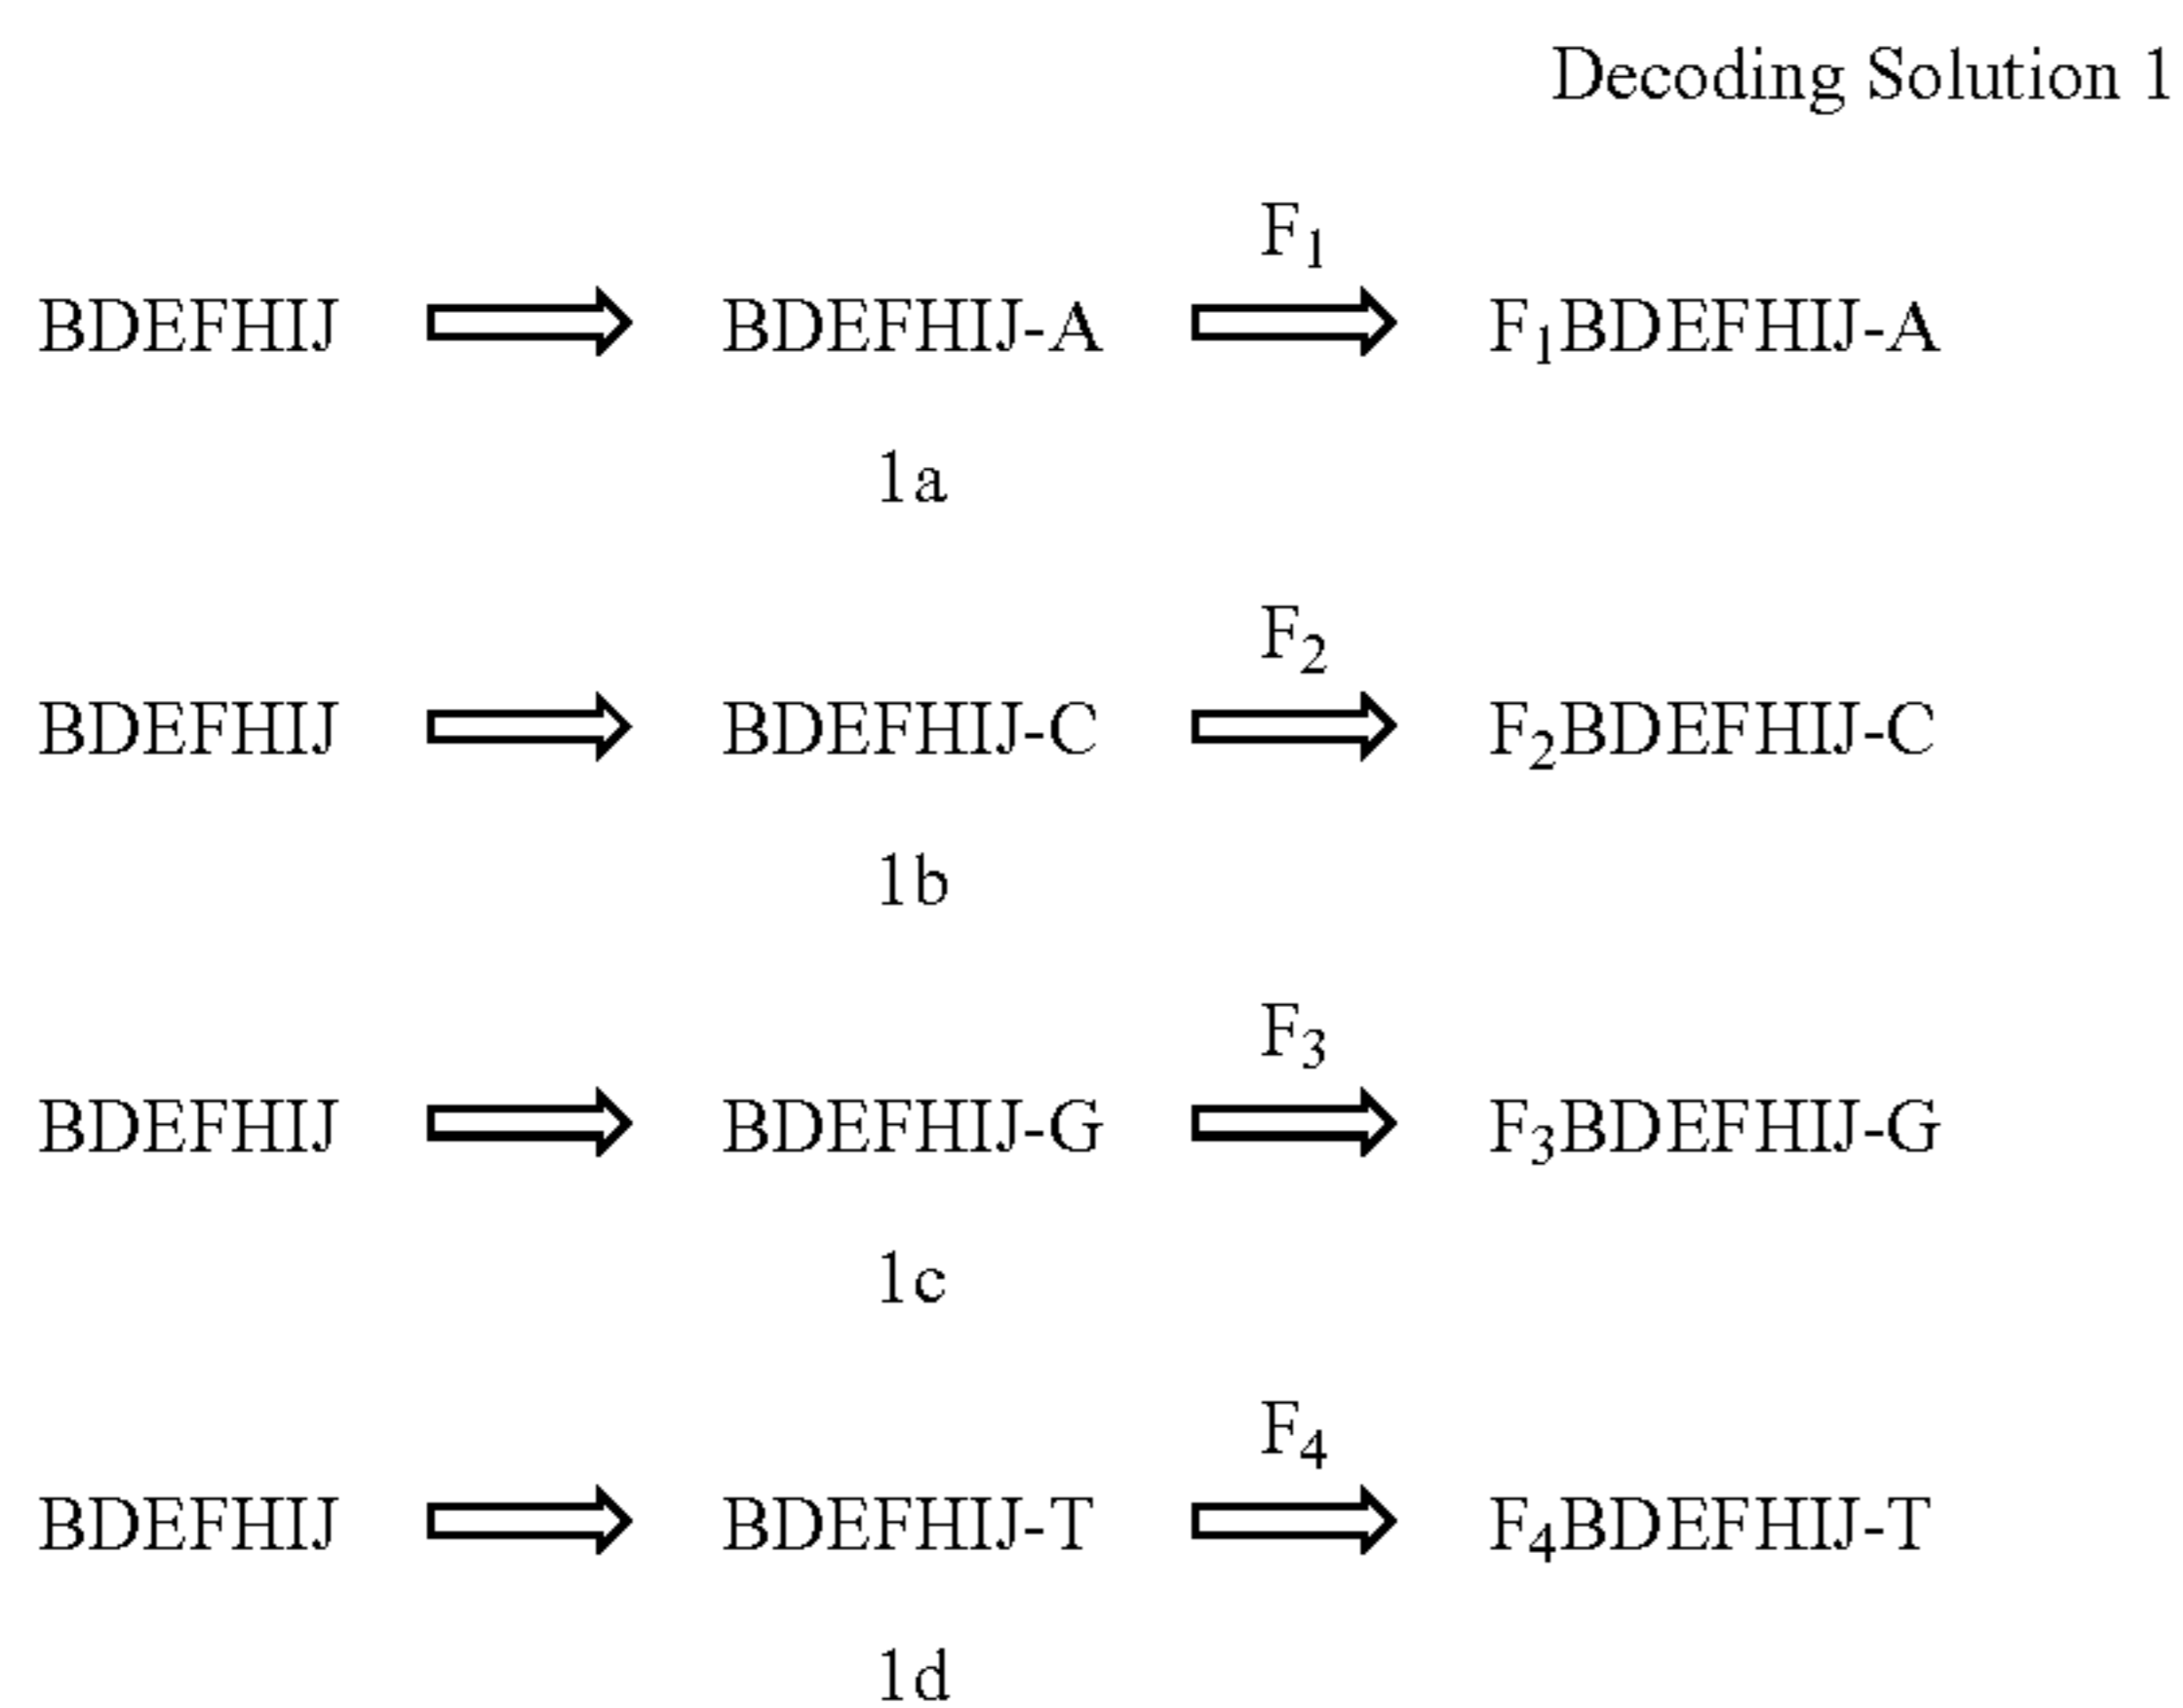 Decoding Solution 1
F₁
BDEFHIJ BDEFHIJ-A F₁BDEFHIJ-A
1a
F₂
BDEFHIJ BDEFHIJ-C F₂BDEFHIJ-C
1b
F₃
BDEFHIJ BDEFHIJ-G F₃BDEFHIJ-G
1c
F₄
BDEFHIJ BDEFHIJ-T F₄BDEFHIJ-T
1d